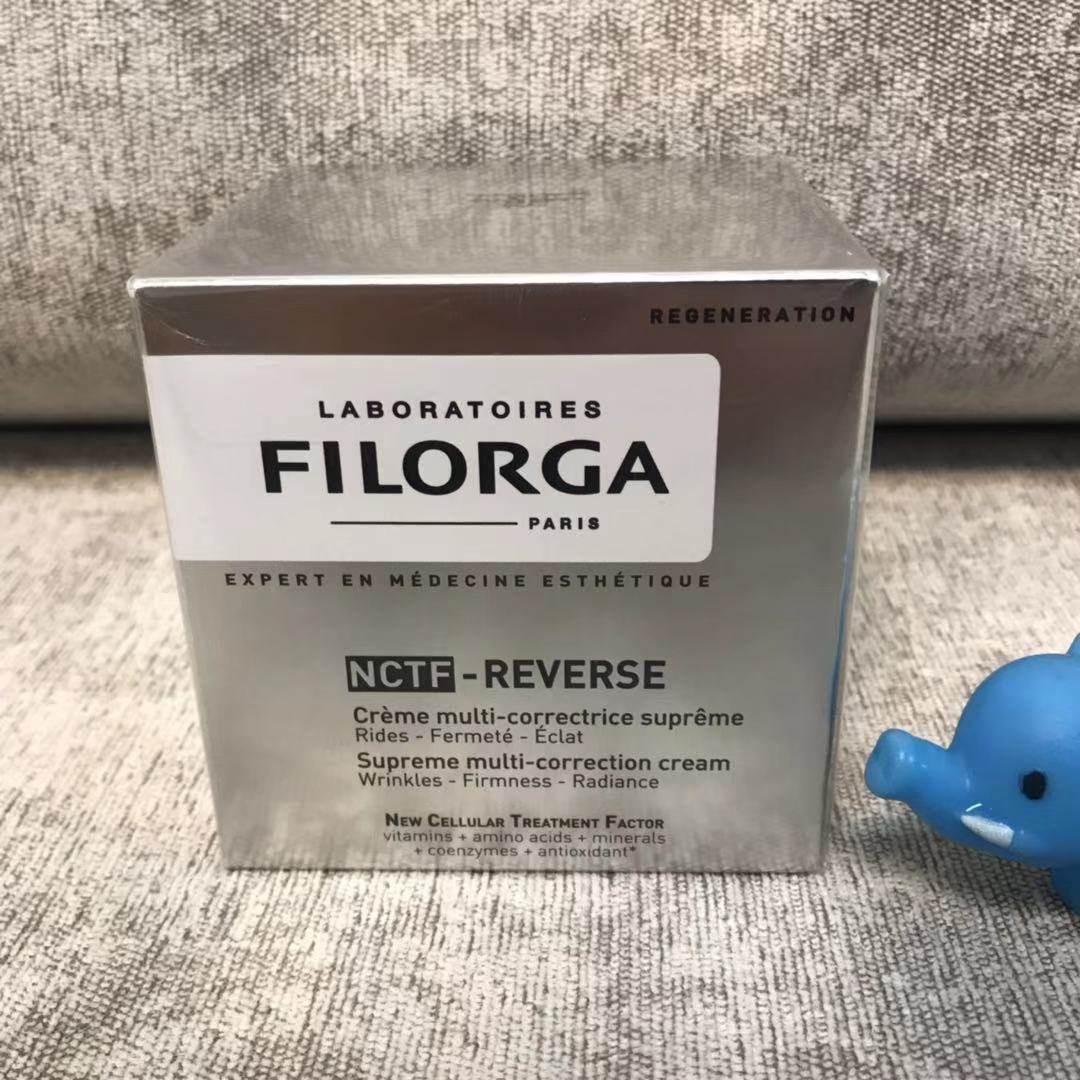 REGENERATION
LABORATOIRES
FILORGA
PARIS
EXPERT EN MÉDECINE ESTHÉTIQUE
NCTF-REVERSE
Crème multi-correctrice suprême
Rides - Fermeté - Éclat
Supreme multi-correction cream
Wrinkles - Firmness - Radiance
NEW CELLULAR TREATMENT FACTOR
vitamins + amino acids + minerals
+ coenzymes + antioxidant*